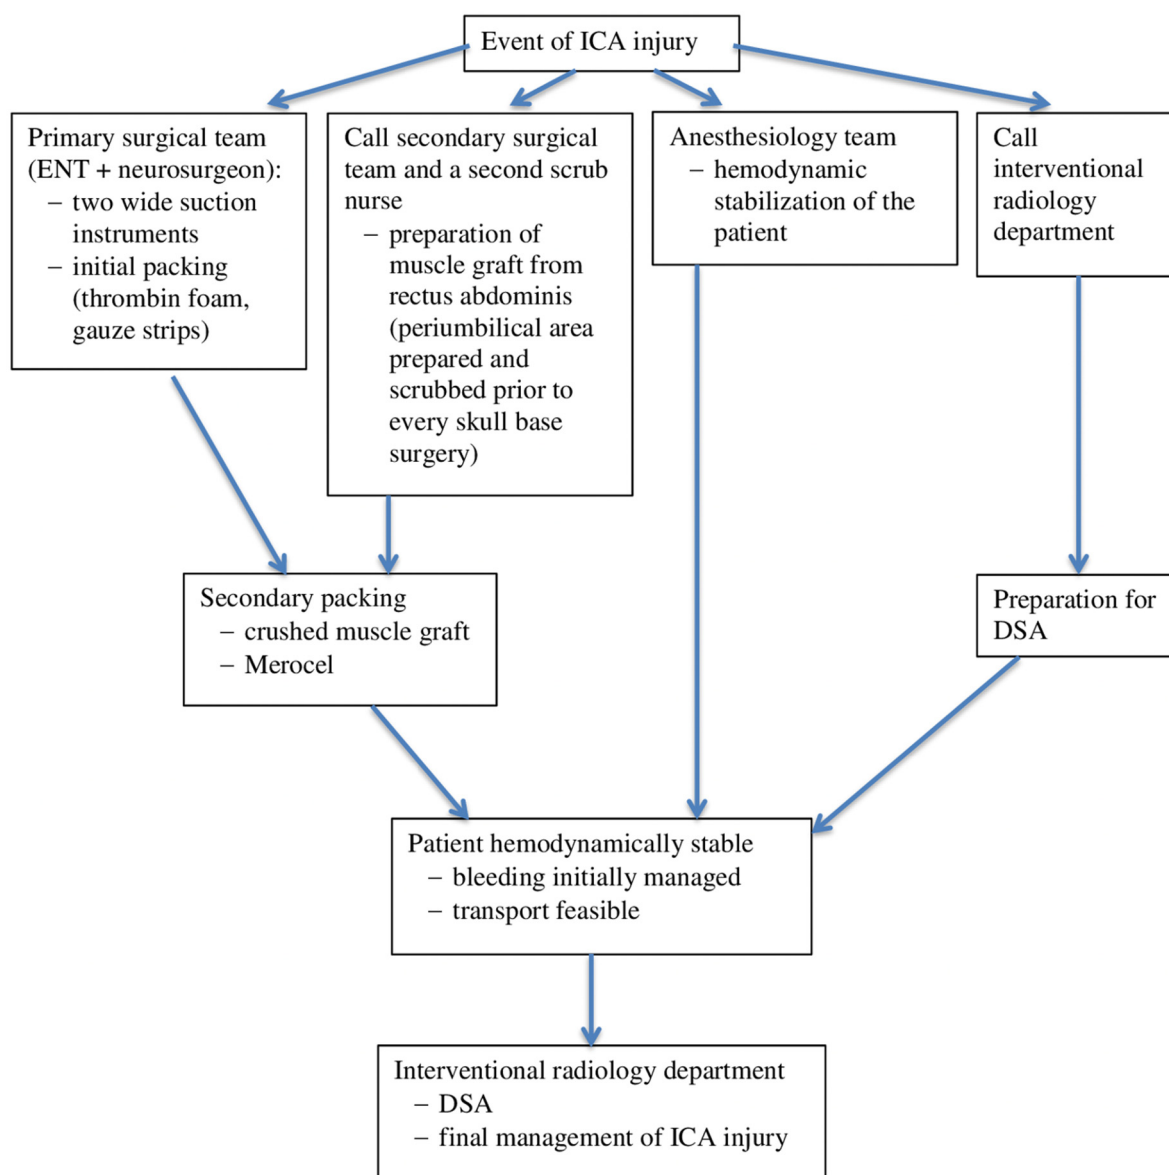 Event of ICA injury
Primary surgical team
(ENT + neurosurgeon):
– two wide suction
instruments
– initial packing
(thrombin foam,
gauze strips)
Call secondary surgical
team and a second scrub
nurse
– preparation of
muscle graft from
rectus abdominis
(periumbilical area
prepared and
scrubbed prior to
every skull base
surgery)
Anesthesiology team
– hemodynamic
stabilization of the
patient
Call
interventional
radiology
department
Secondary packing
– crushed muscle graft
– Merocel
Preparation for
DSA
Patient hemodynamically stable
– bleeding initially managed
– transport feasible
Interventional radiology department
– DSA
– final management of ICA injury